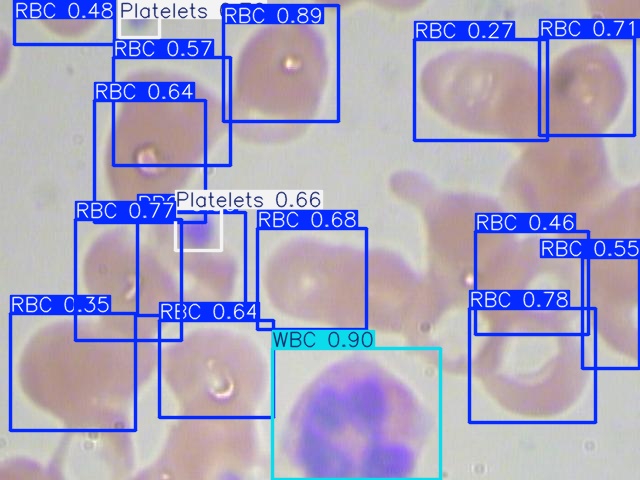 RBC 0.48
Platelets
RBC 0.89
RBC 0.57
RBC 0.27
RBC 0.71
RBC 0.64
Platelets 0.66
RBC 0.77
RBC 0.68
RBC 0.46
RBC 0.55
RBC 0.78
RBC 0.35
RBC 0.64
WBC 0.90